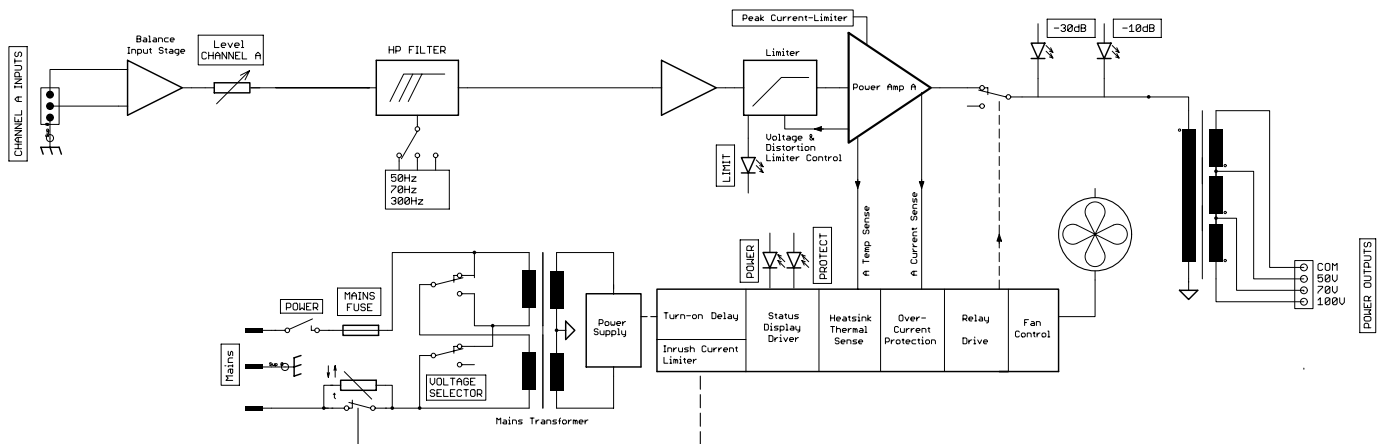 CHANNEL A INPUTS
Balance
Input Stage
Level
CHANNEL A
HP FILTER
50Hz
70Hz
300Hz
Limiter
LIMIT
Voltage &
Distortion
Limiter Control
Peak Current-Limiter
Power Amp A
-30dB
-10dB
A Temp Sense
A Current Sense
POWER
PROTECT
COM
50V
70V
100V
POWER OUTPUTS
Mains
POWER
MAINS
FUSE
t
VOLTAGE
SELECTOR
Mains Transformer
Power
Supply
Turn-on Delay
Inrush Current
Limiter
Status
Display
Driver
Heatsink
Thermal
Sense
Over-
Current
Protection
Relay
Drive
Fan
Control